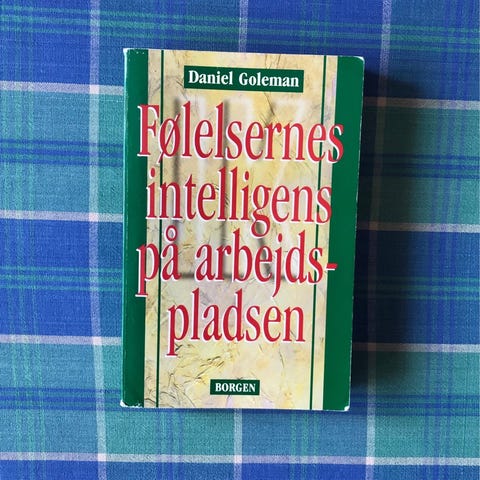 Daniel Goleman
Følelsernes
intelligens
på arbejds-
pladsen
BORGEN